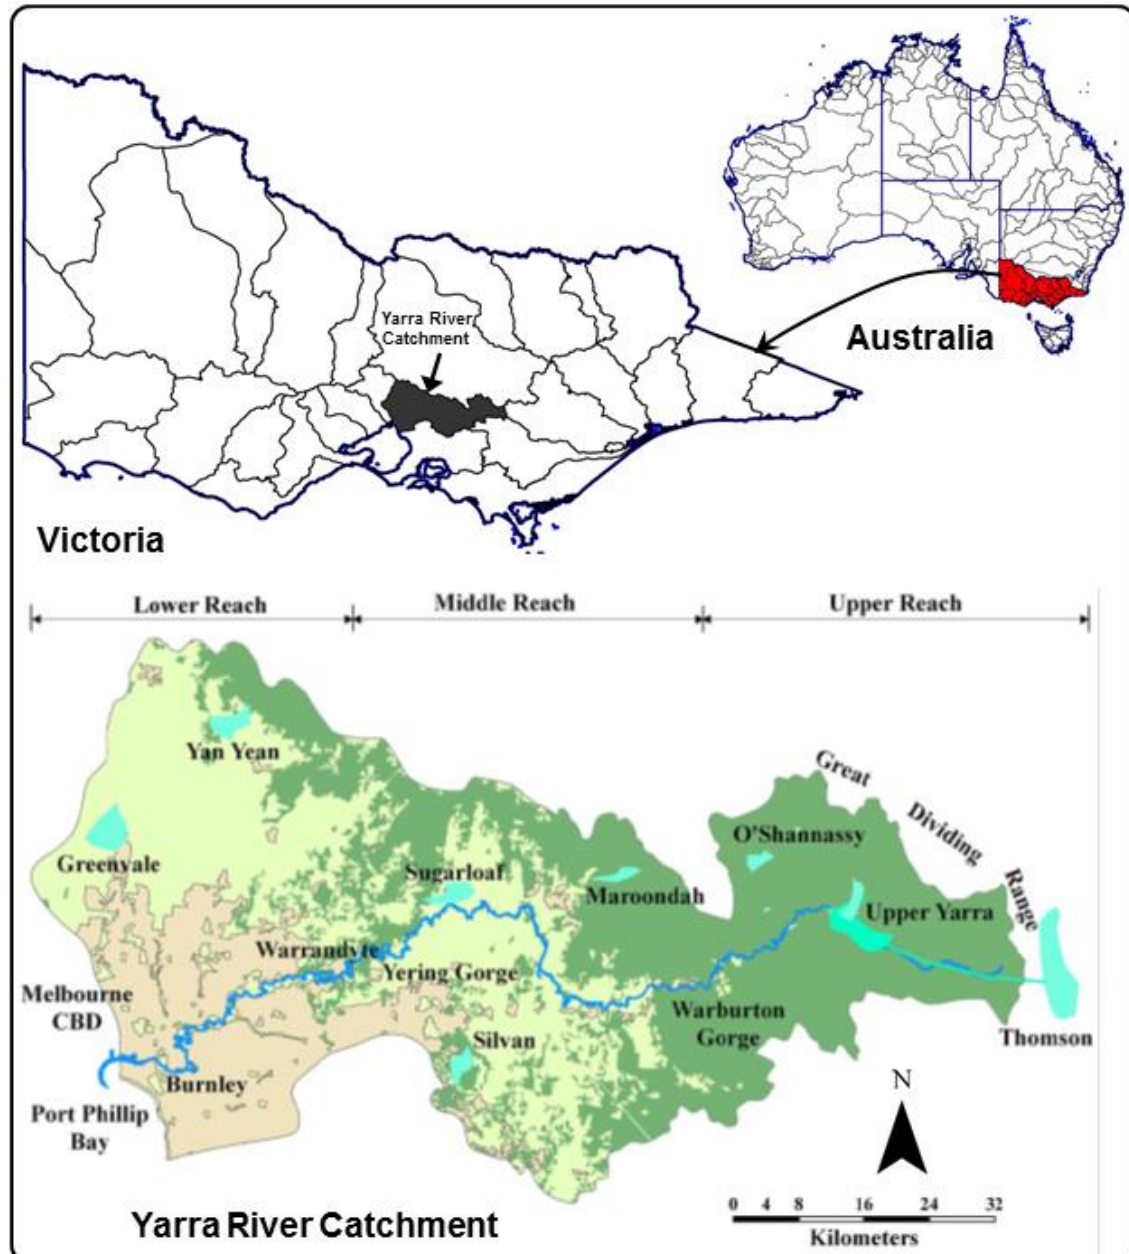 Yarra River
Catchment
Australia
Victoria
Lower Reach
Middle Reach
Upper Reach
Yan Yean
Great
Dividing
Range
O'Shannassy
Greenvale
Sugarloaf
Maroondah
Upper Yarra
Warrandyte
Yering Gorge
Melbourne
CBD
Warburton
Gorge
Silvan
Thomson
Burnley
Port Phillip
Bay
N
0 4 8 16 24 32
Kilometers
Yarra River Catchment